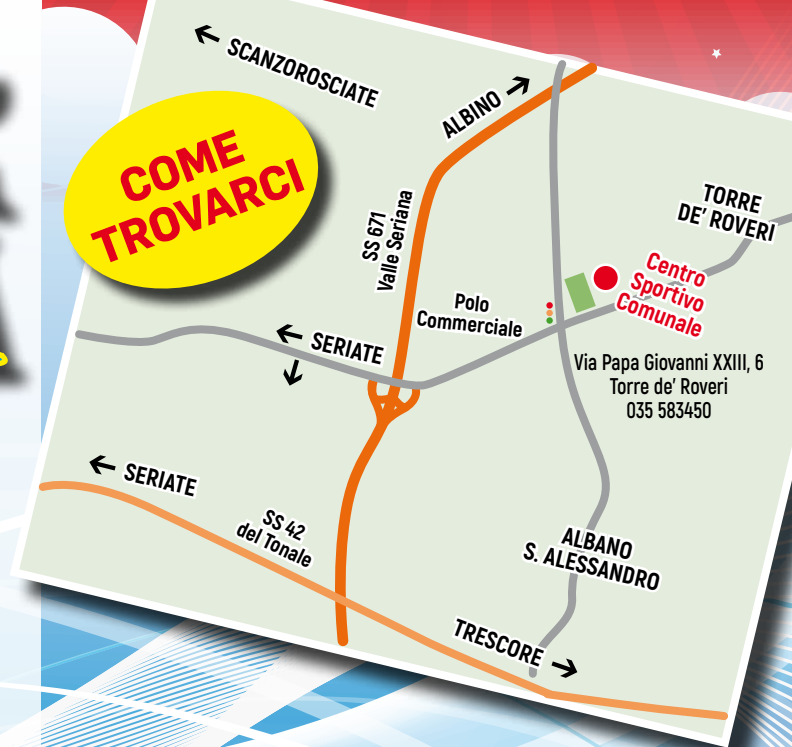 SCANZOROSCIATE
COME
TROVARCI
ALBINO
SS 671
Valle Seriana
TORRE
DE’ ROVERI
Centro
Sportivo
Comunale
Polo
Commerciale
SERIATE
Via Papa Giovanni XXIII, 6
Torre de’ Roveri
035 583450
SERIATE
SS 42
del Tonale
ALBANO
S. ALESSANDRO
TRESCORE